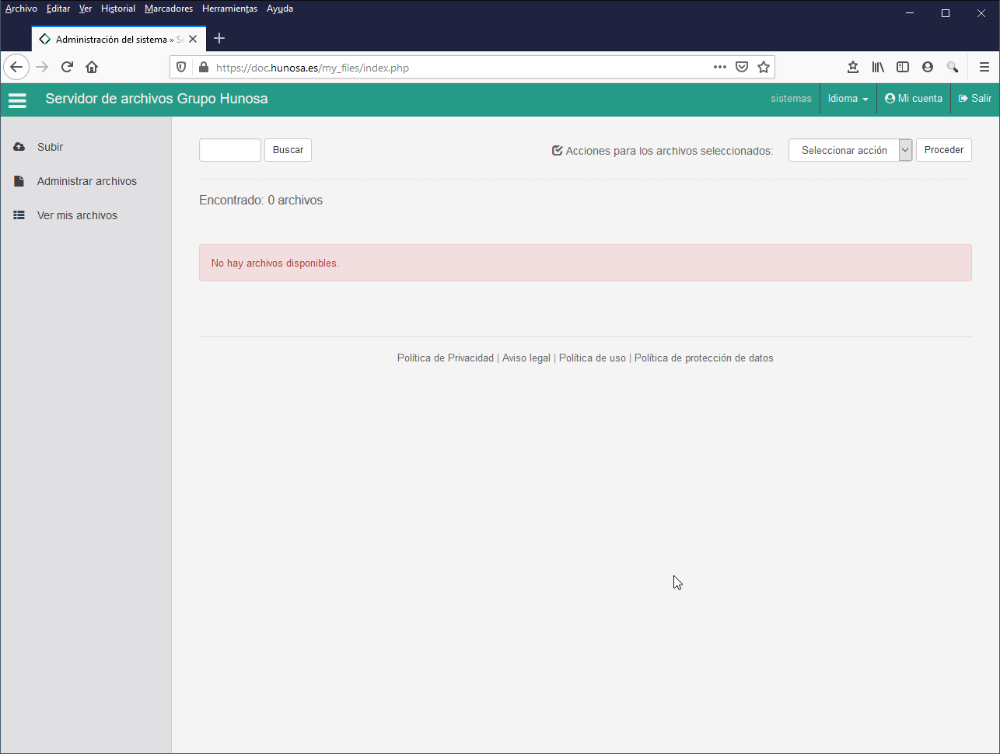 Archivo Editar Ver Historial Marcadores Herramientas Ayuda
Administración del sistema » Se
https://doc.hunosa.es/my_files/index.php
Servidor de archivos Grupo Hunosa
sistemas Idioma Mi cuenta Salir
Subir
Administrar archivos
Ver mis archivos
Buscar
Acciones para los archivos seleccionados: Seleccionar acción Proceder
Encontrado: 0 archivos
No hay archivos disponibles.
Política de Privacidad | Aviso legal | Política de uso | Política de protección de datos